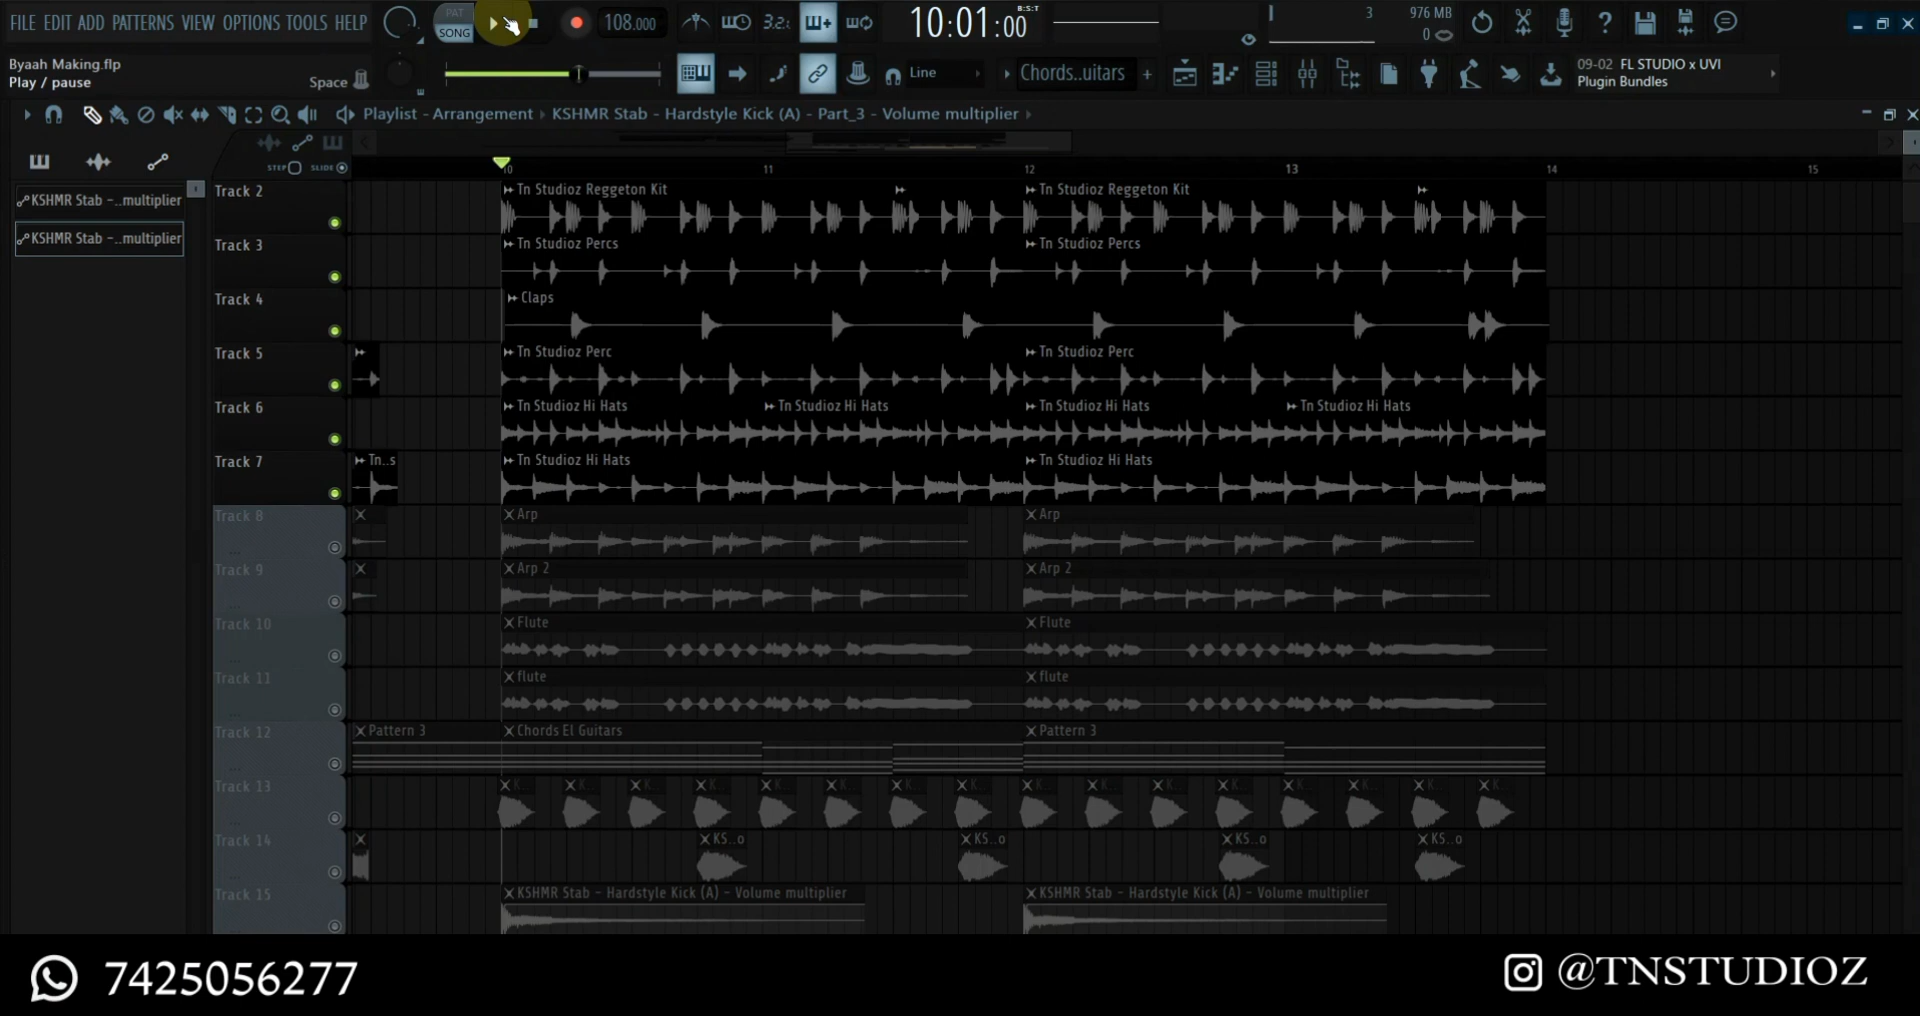 FILE EDIT ADD PATTERNS VIEW OPTIONS TOOLS HELP
PAT
SONG
108.000
3.2
10:01:00
B:S:T
3
976 MB
0
Byaah Making.flp
Play / pause
Space
Line
Chords..uitars
09-02 FL STUDIO x UVI
Plugin Bundles
Playlist - Arrangement › KSHMR Stab - Hardstyle Kick (A) - Part_3 - Volume multiplier
STEP SLIDE
10 11 12 13 14 15
KSHMR Stab -..multiplier
KSHMR Stab -..multiplier
Track 2
Tn Studioz Reggeton Kit
Tn Studioz Reggeton Kit
Track 3
Tn Studioz Percs
Tn Studioz Percs
Track 4
Claps
Track 5
Tn Studioz Perc
Tn Studioz Perc
Track 6
Tn Studioz Hi Hats
Tn Studioz Hi Hats
Tn Studioz Hi Hats
Tn Studioz Hi Hats
Track 7
Tn..s
Tn Studioz Hi Hats
Tn Studioz Hi Hats
Track 8
Arp
Arp
Track 9
Arp 2
Arp 2
Track 10
Flute
Flute
Track 11
flute
flute
Track 12
Pattern 3
Chords El Guitars
Pattern 3
Track 13
K.. K.. K.. K.. K.. K.. K.. K.. K.. K.. K.. K.. K.. K.. K.. K..
Track 14
KS..o
KS..o
KS..o
KS..o
Track 15
KSHMR Stab - Hardstyle Kick (A) - Volume multiplier
KSHMR Stab - Hardstyle Kick (A) - Volume multiplier
7425056277
@TNSTUDIOZ